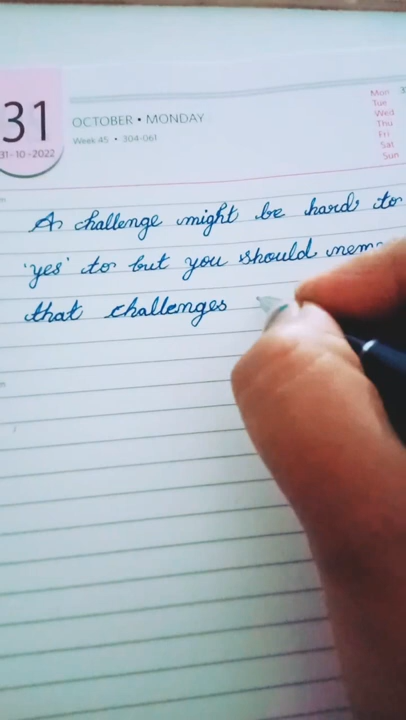 31
31-10-2022
OCTOBER • MONDAY
Week 45 • 304-061
Mon
Tue
Wed
Thu
Fri
Sat
Sun
A challenge might be hard to
'yes' to but you should
that challenges